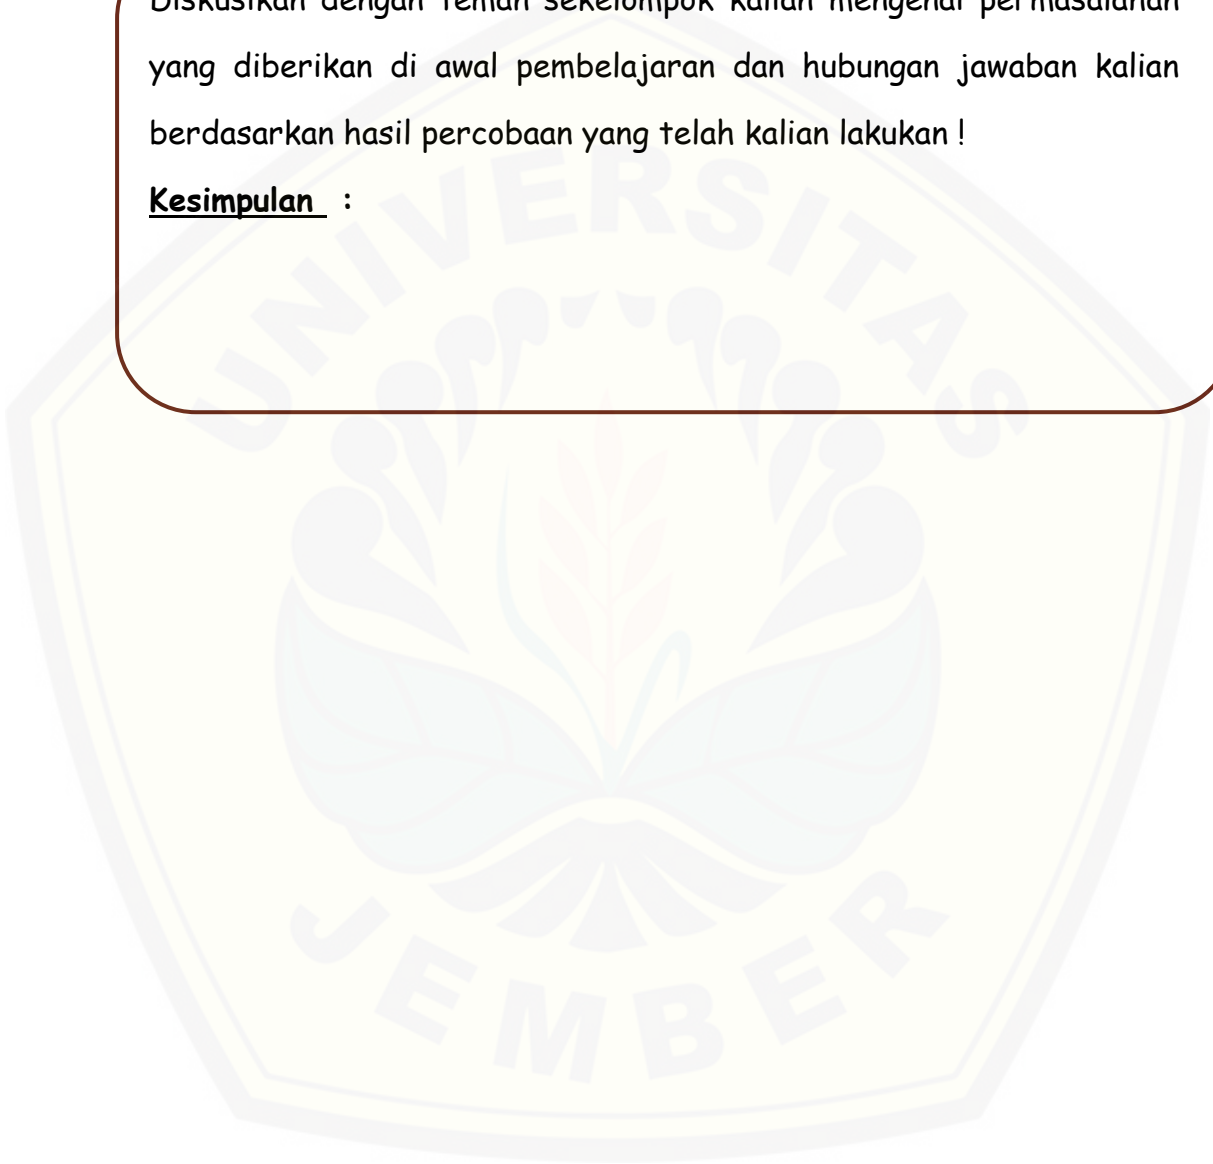 Diskusikan dengan teman sekelompok kalian mengenai permasalahan
yang diberikan di awal pembelajaran dan hubungan jawaban kalian
berdasarkan hasil percobaan yang telah kalian lakukan !
Kesimpulan :
UNIVERSITAS
JEMBER